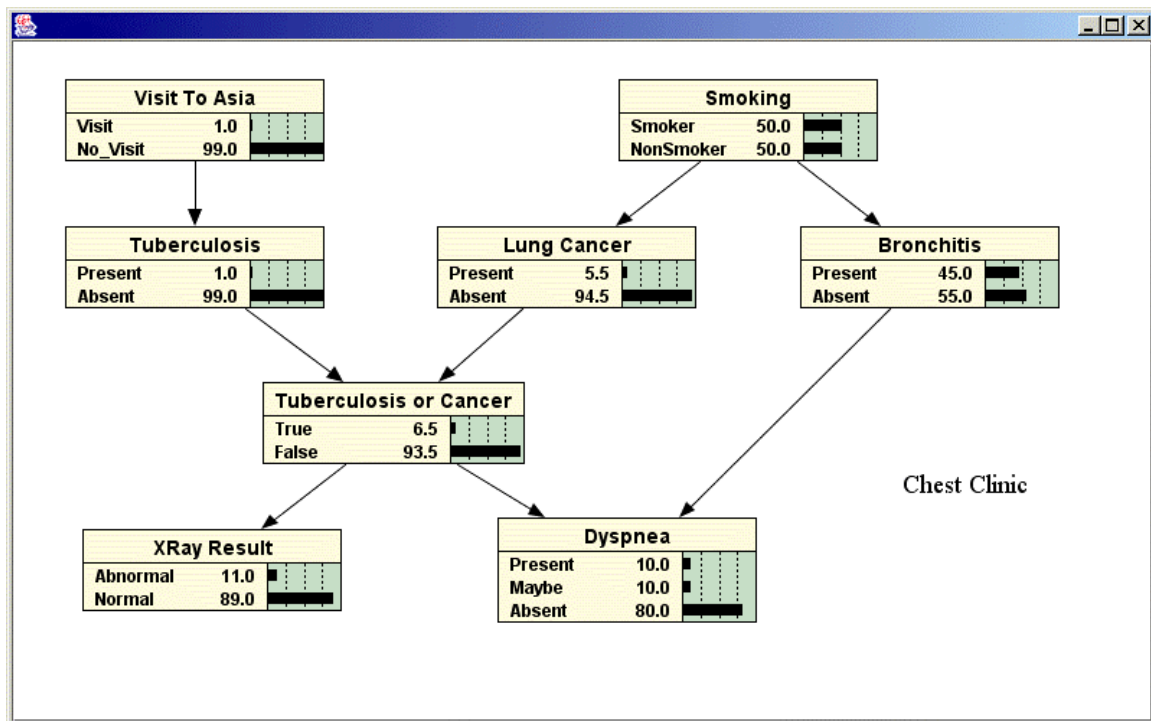 Visit To Asia
Visit 1.0
No_Visit 99.0
Smoking
Smoker 50.0
NonSmoker 50.0
Tuberculosis
Present 1.0
Absent 99.0
Lung Cancer
Present 5.5
Absent 94.5
Bronchitis
Present 45.0
Absent 55.0
Tuberculosis or Cancer
True 6.5
False 93.5
Chest Clinic
XRay Result
Abnormal 11.0
Normal 89.0
Dyspnea
Present 10.0
Maybe 10.0
Absent 80.0